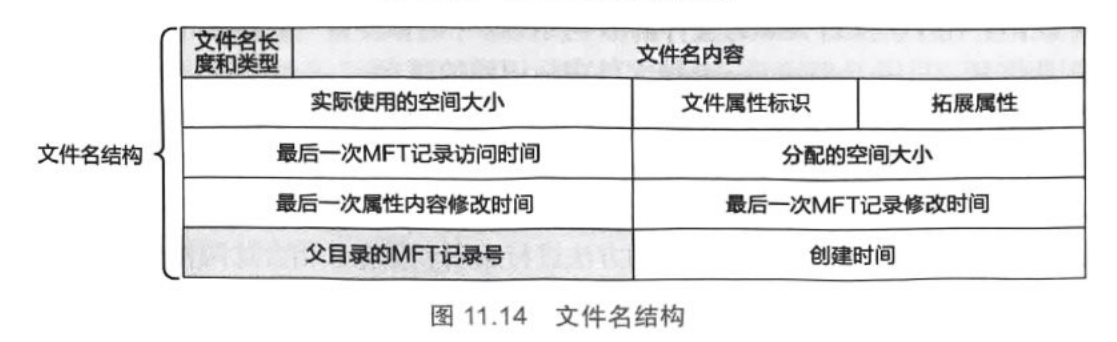 文件名长
度和类型
文件名内容
实际使用的空间大小
文件属性标识
拓展属性
文件名结构
最后一次MFT记录访问时间
分配的空间大小
最后一次属性内容修改时间
最后一次MFT记录修改时间
父目录的MFT记录号
创建时间
图 11.14 文件名结构